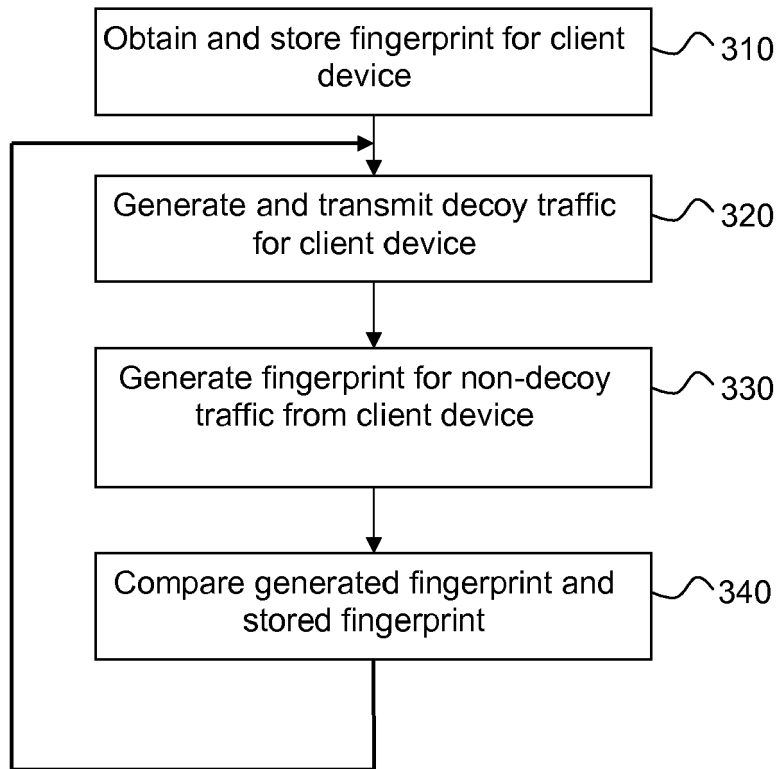 Obtain and store fingerprint for client
device
310
Generate and transmit decoy traffic
for client device
320
Generate fingerprint for non-decoy
traffic from client device
330
Compare generated fingerprint and
stored fingerprint
340